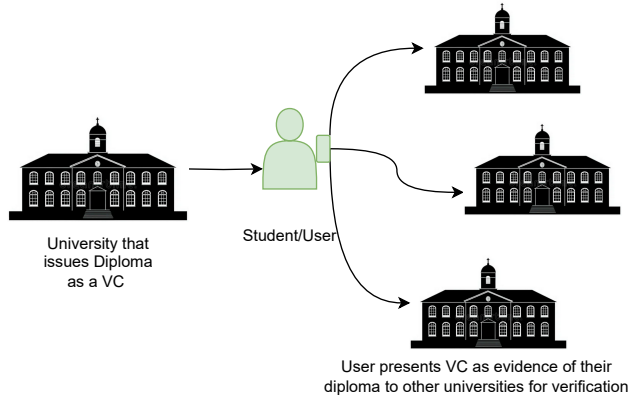 University that
issues Diploma
as a VC
Student/User
User presents VC as evidence of their
diploma to other universities for verification